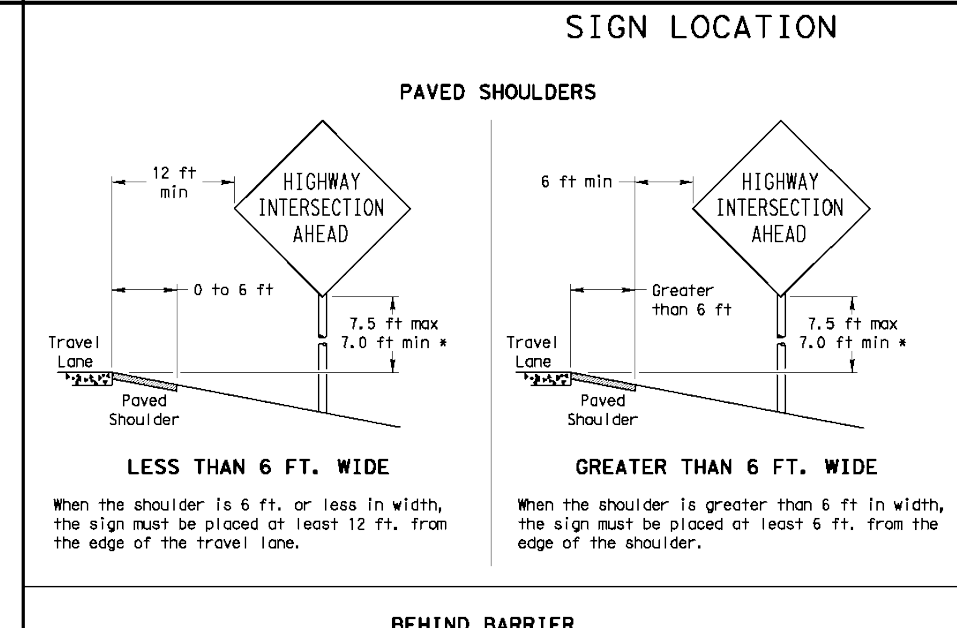 SIGN LOCATION
PAVED SHOULDERS
12 ft
min
HIGHWAY
INTERSECTION
AHEAD
0 to 6 ft
7.5 ft max
7.0 ft min *
Travel
Lane
Paved
Shoulder
LESS THAN 6 FT. WIDE
When the shoulder is 6 ft. or less in width,
the sign must be placed at least 12 ft. from
the edge of the travel lane.
6 ft min
HIGHWAY
INTERSECTION
AHEAD
Greater
than 6 ft
7.5 ft max
7.0 ft min *
Travel
Lane
Paved
Shoulder
GREATER THAN 6 FT. WIDE
When the shoulder is greater than 6 ft in width,
the sign must be placed at least 6 ft. from the
edge of the shoulder.
BEHIND BARRIER